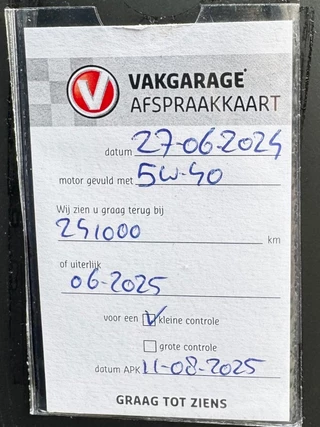 V
VAKGARAGE
AFSPRAAKKAART
datum 27-06-2024
motor gevuld met 5W-40
Wij zien u graag terug bij
241000 km
of uiterlijk
06-2025
voor een kleine controle
grote controle
datum APK 11-08-2025
GRAAG TOT ZIENS